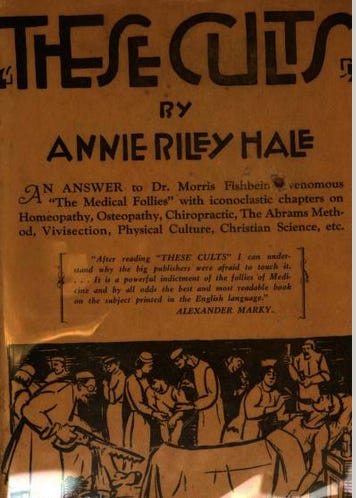 "THESE CULTS"
BY
ANNIE RILEY HALE
AN ANSWER to Dr. Morris Fishbein venomous
"The Medical Follies" with iconoclastic chapters on
Homeopathy, Osteopathy, Chiropractic, The Abrams Meth-
od, Vivisection, Physical Culture, Christian Science, etc.
"After reading "THESE CULTS" I can under-
stand why the big publishers were afraid to touch it.
. . . It is a powerful indictment of the follies of Medi-
cine and by all odds the best and most readable book
on the subject printed in the English language."
ALEXANDER MARKY.